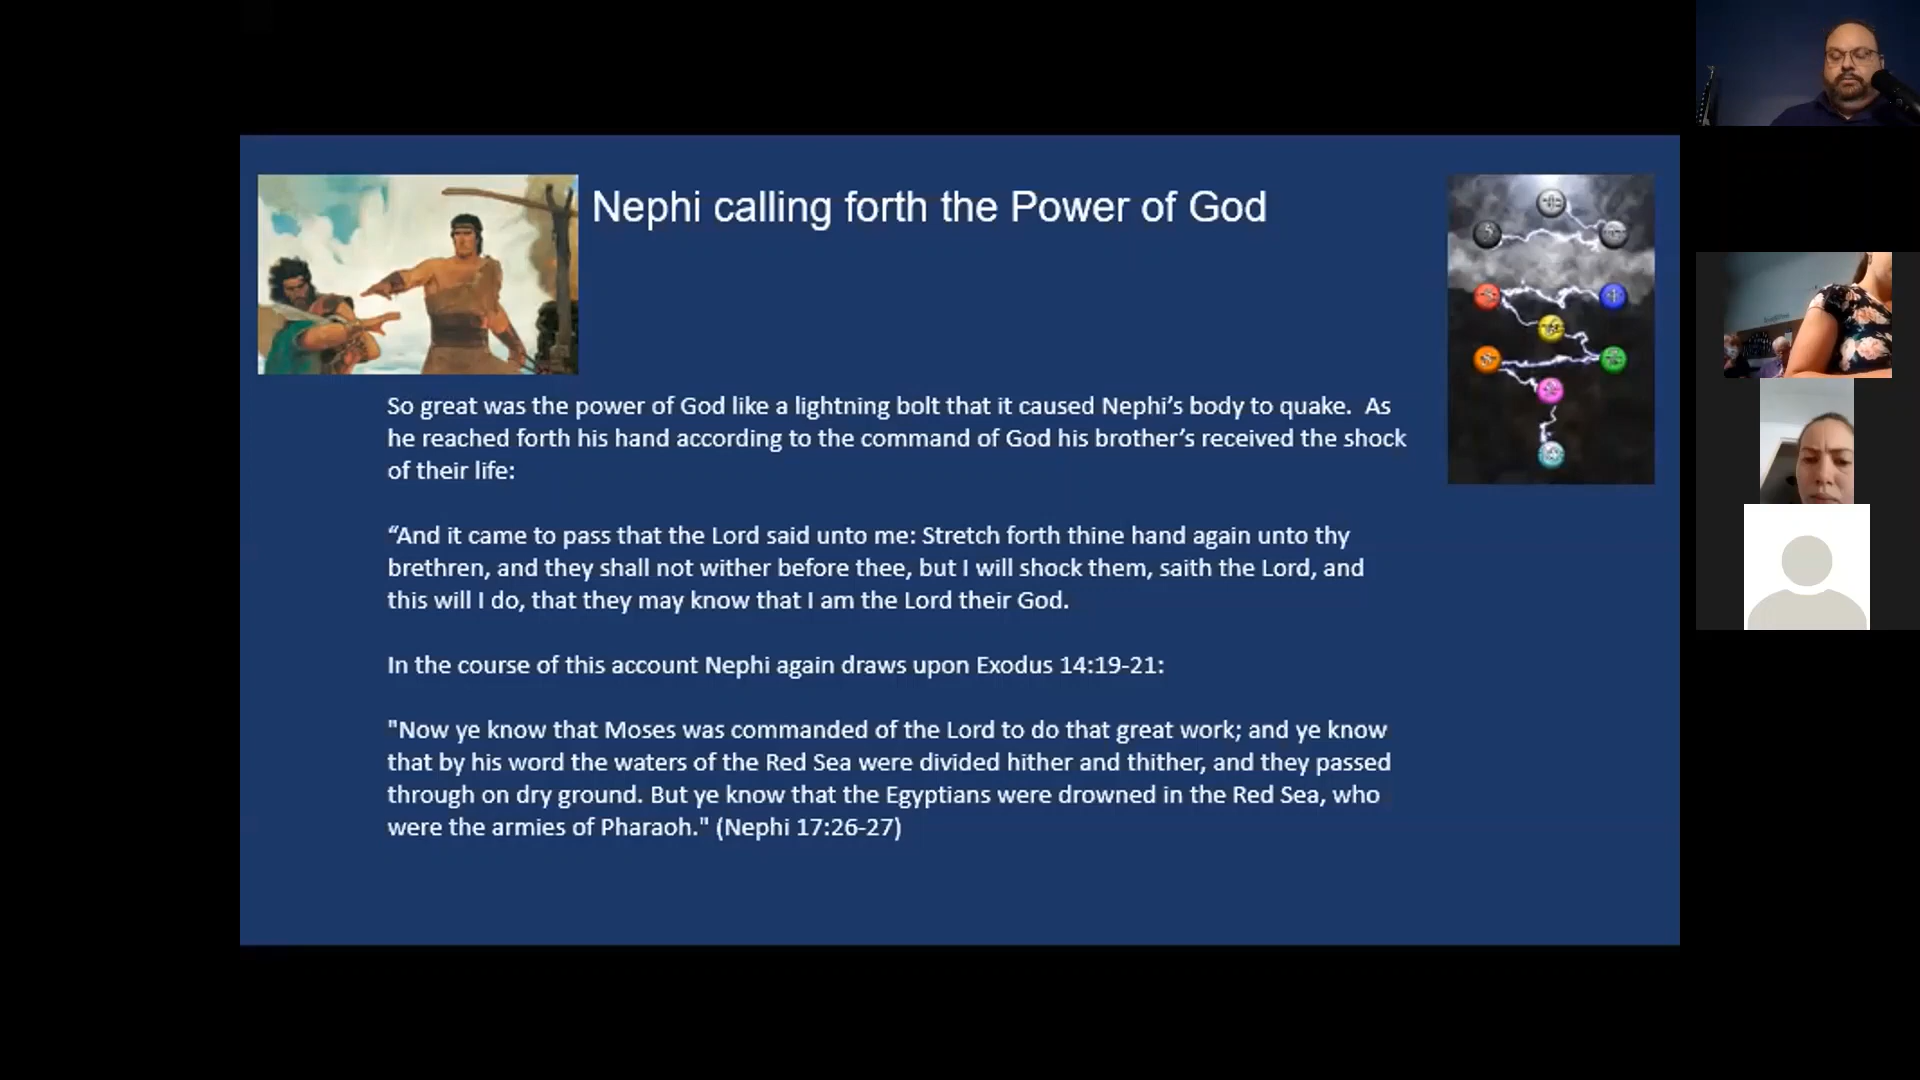 Nephi calling forth the Power of God
So great was the power of God like a lightning bolt that it caused Nephi’s body to quake.  As
he reached forth his hand according to the command of God his brother’s received the shock
of their life:
“And it came to pass that the Lord said unto me: Stretch forth thine hand again unto thy
brethren, and they shall not wither before thee, but I will shock them, saith the Lord, and
this will I do, that they may know that I am the Lord their God.
In the course of this account Nephi again draws upon Exodus 14:19-21:
"Now ye know that Moses was commanded of the Lord to do that great work; and ye know
that by his word the waters of the Red Sea were divided hither and thither, and they passed
through on dry ground. But ye know that the Egyptians were drowned in the Red Sea, who
were the armies of Pharaoh." (Nephi 17:26-27)